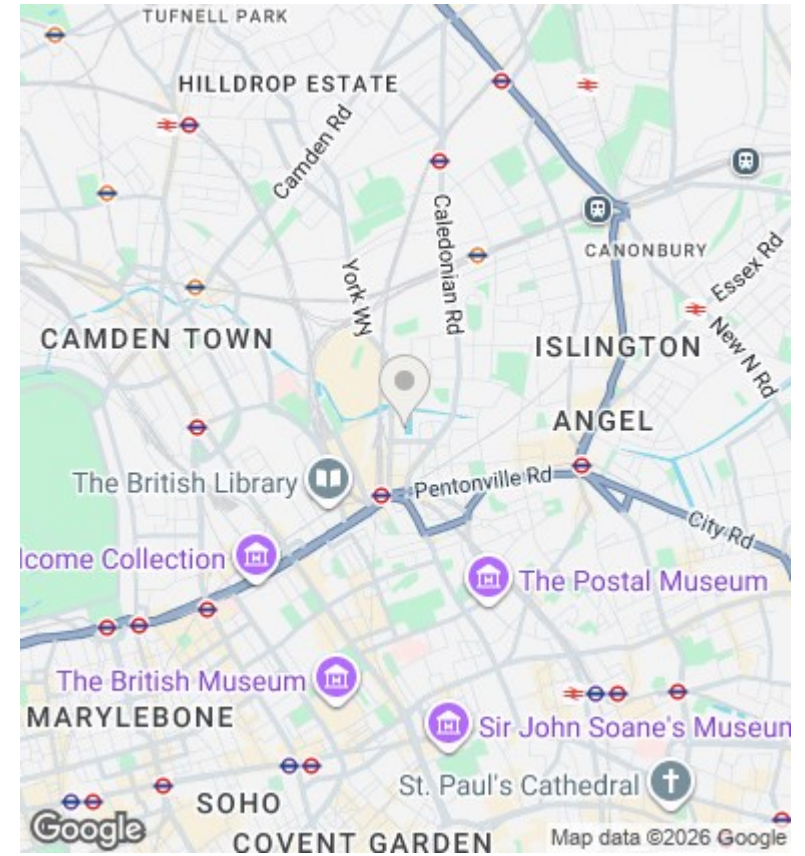 TUFNELL PARK
HILLDROP ESTATE
Camden Rd
Caledonian Rd
York Wy
CANONBURY
Essex Rd
New N Rd
CAMDEN TOWN
ISLINGTON
ANGEL
The British Library
Pentonville Rd
City Rd
lcome Collection
The Postal Museum
The British Museum
MARYLEBONE
Sir John Soane's Museum
St. Paul's Cathedral
SOHO
Google
COVENT GARDEN
Map data ©2026 Google